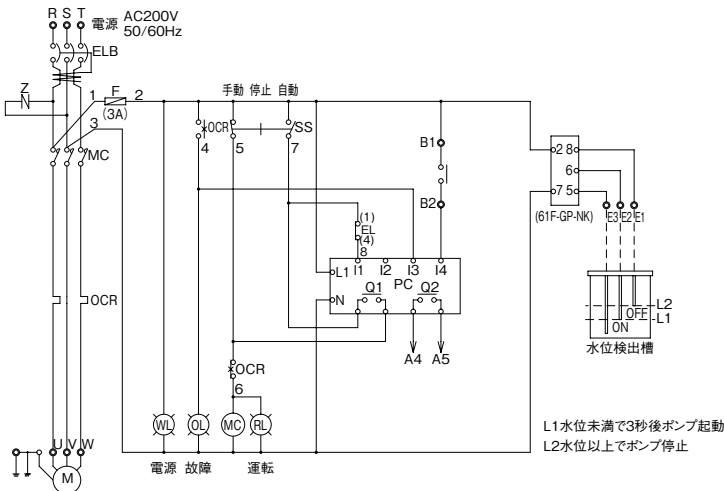 R S T 電源 AC200V
50/60Hz
ELB
Z
1 F 2
(3A)
3
MC
手動 停止 自動
OCR
4
5
SS
7
B1
B2
2 8
6
7 5
(61F-GP-NK)
E3 E2 E1
(1)
EL
(4)
8
L1 I1 I2 I3 I4
PC
N Q1 Q2
A4 A5
OCR
OCR
6
L2
OFF
L1
ON
水位検出槽
WL OL MC RL
電源 故障 運転
L1水位未満で3秒後ポンプ起動
L2水位以上でポンプ停止
U V W
M